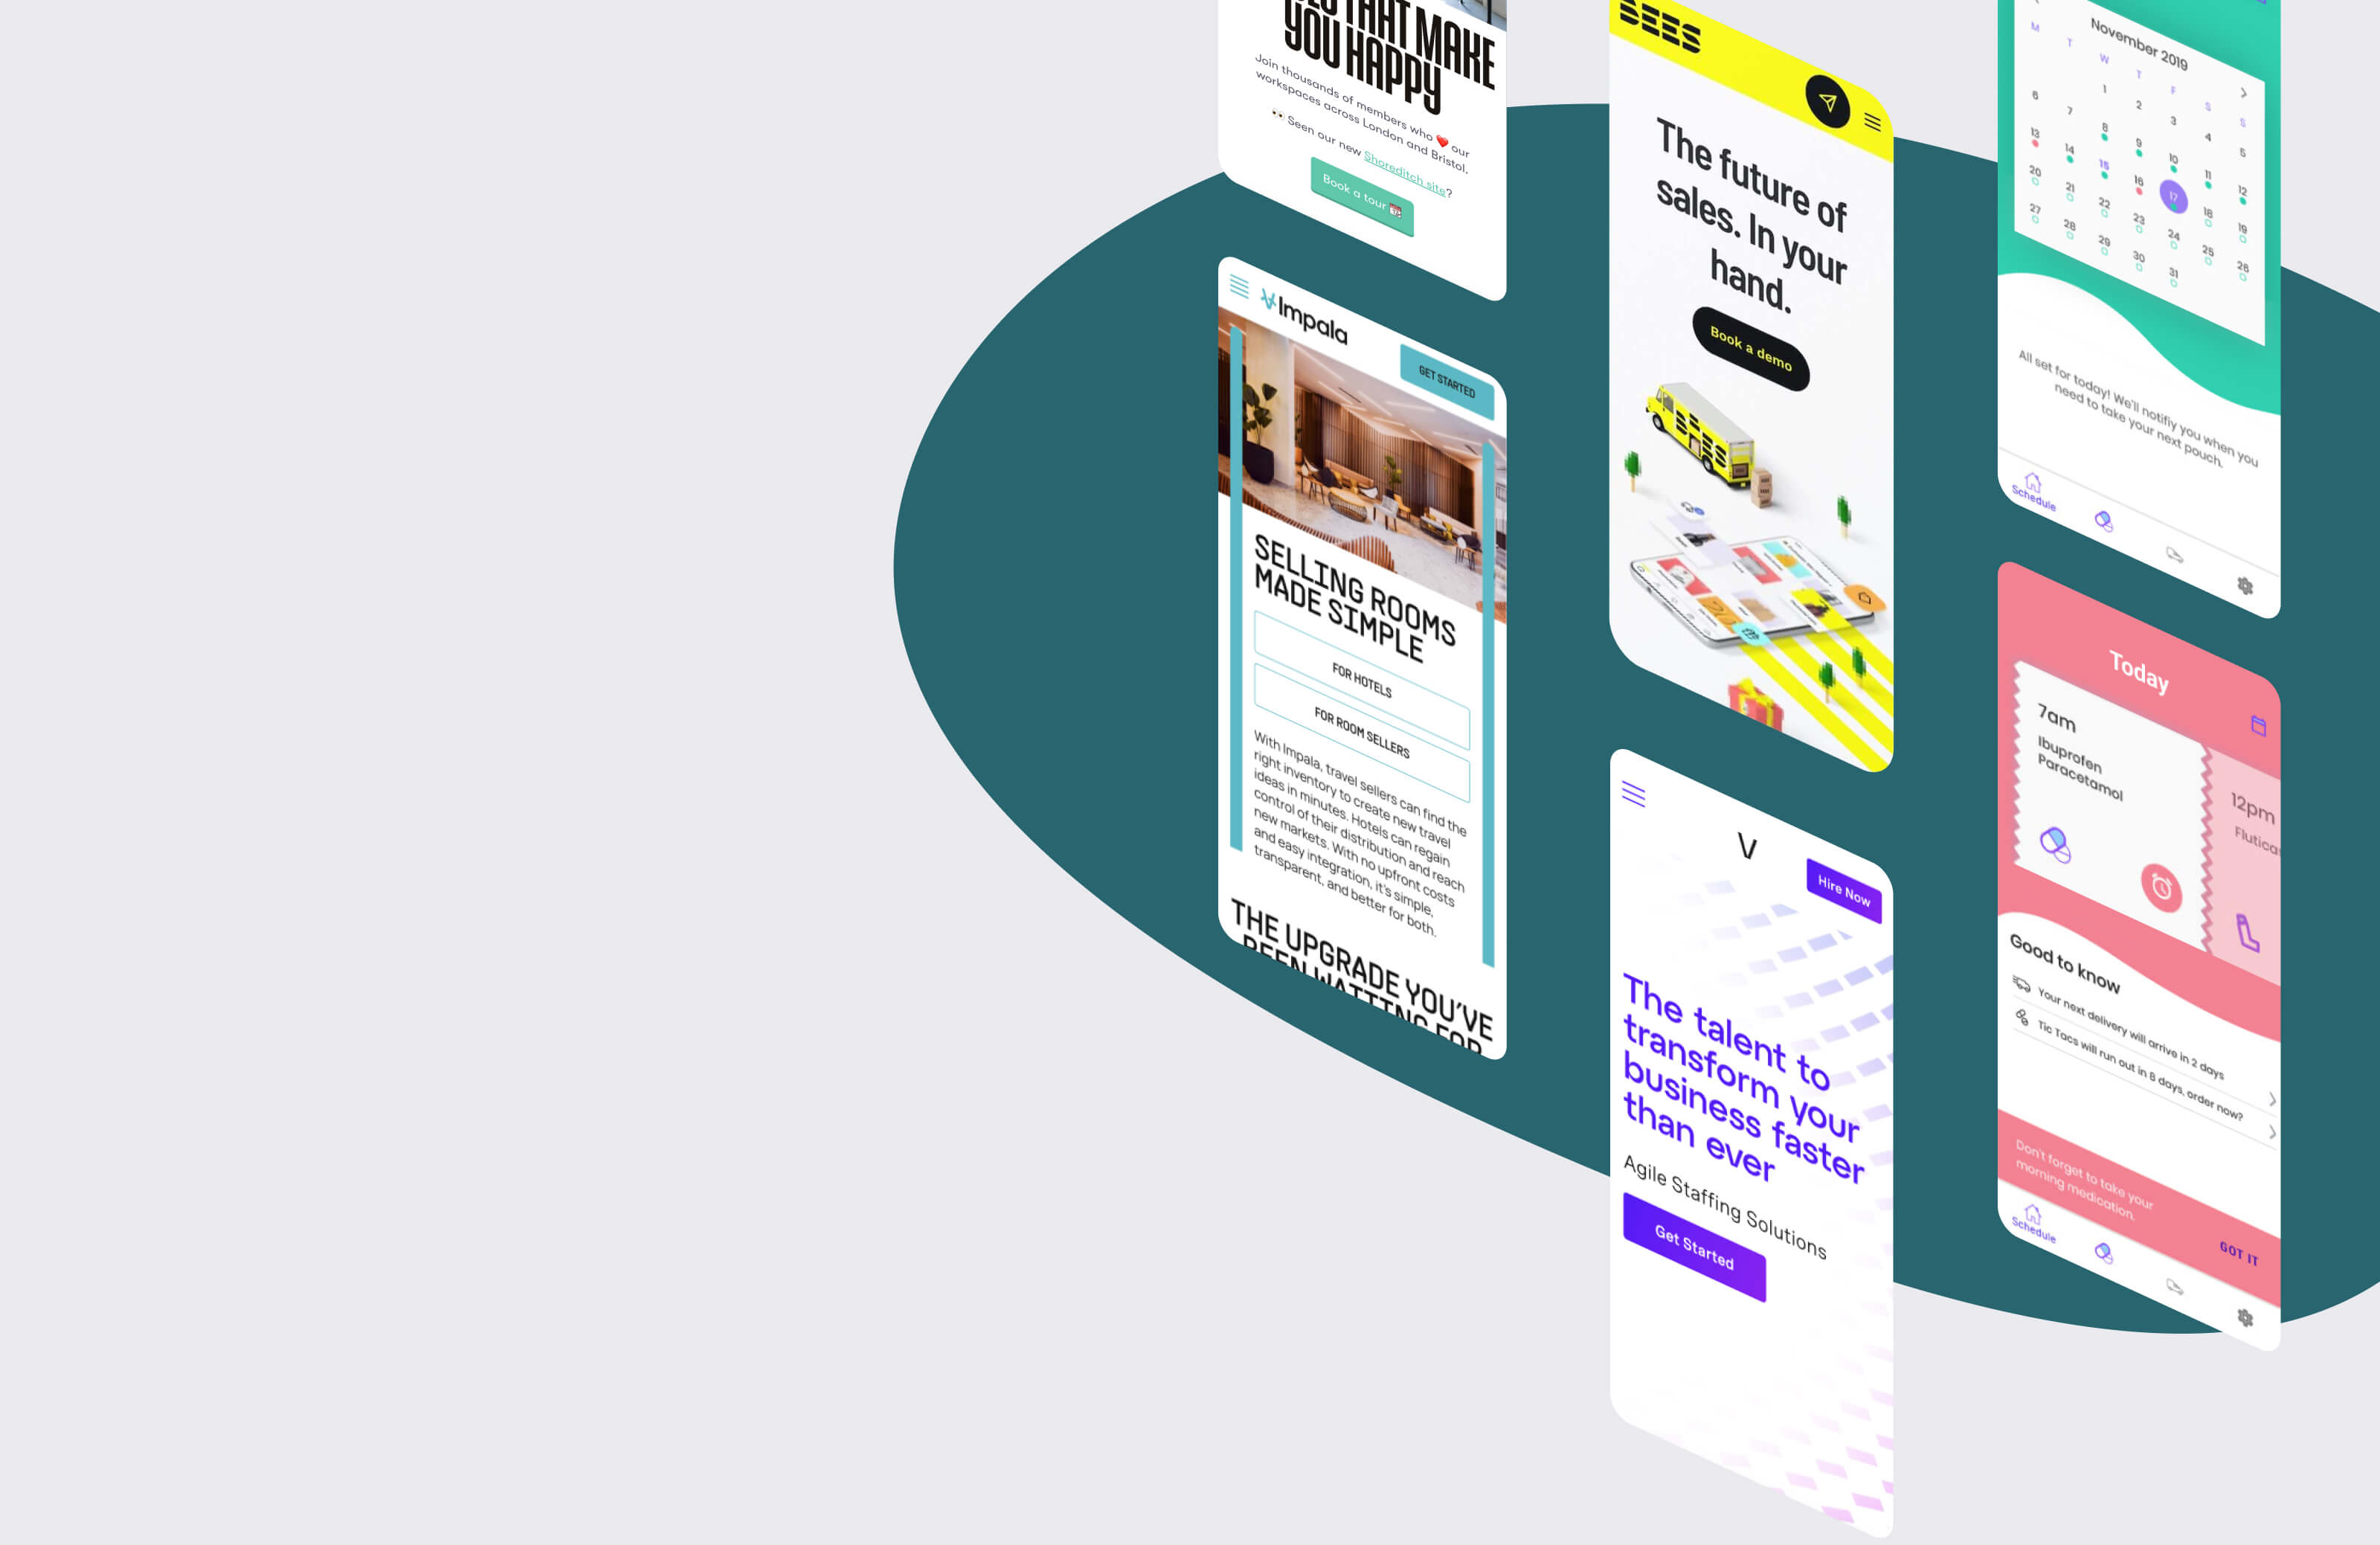 THAT MAKE
YOU HAPPY
Join thousands of members who ❤️ our
workspaces across London and Bristol.
👀 Seen our new Shoreditch site?
Book a tour 📆
Impala
GET STARTED
SELLING ROOMS
MADE SIMPLE
FOR HOTELS
FOR ROOM SELLERS
With Impala, travel sellers can find the
right inventory to create new travel
ideas in minutes. Hotels can regain
control of their distribution and reach
new markets. With no upfront costs
and easy integration, it's simple,
transparent, and better for both.
THE UPGRADE YOU'VE
BEEN WAITING FOR
BEES
The future of
sales. In your
hand.
Book a demo
BEES
V
Hire Now
The talent to
transform your
business faster
than ever
Agile Staffing Solutions
Get Started
November 2019
M T W T F S S
1 2 3 4 5
6 7 8 9 10 11 12
13 14 15 16 17 18 19
20 21 22 23 24 25 26
27 28 29 30 31
All set for today! We'll notifiy you when you
need to take your next pouch.
Schedule
Today
7am
Ibuprofen
Paracetamol
12pm
Flutica
Good to know
Your next delivery will arrive in 2 days
Tic Tacs will run out in 8 days, order now?
Don't forget to take your
morning medication.
GOT IT
Schedule